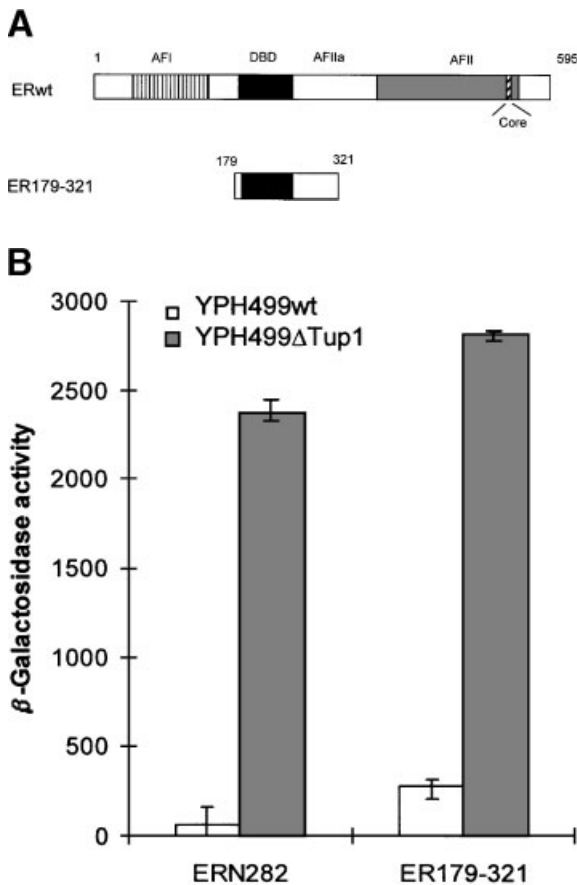 A
1 AFI DBD AFIIa AFII 595
ERwt
Core
179 321
ER179-321
B
3000
YPH499wt
YPH499ΔTup1
2500
2000
1500
1000
500
0
β-Galactosidase activity
ERN282 ER179-321